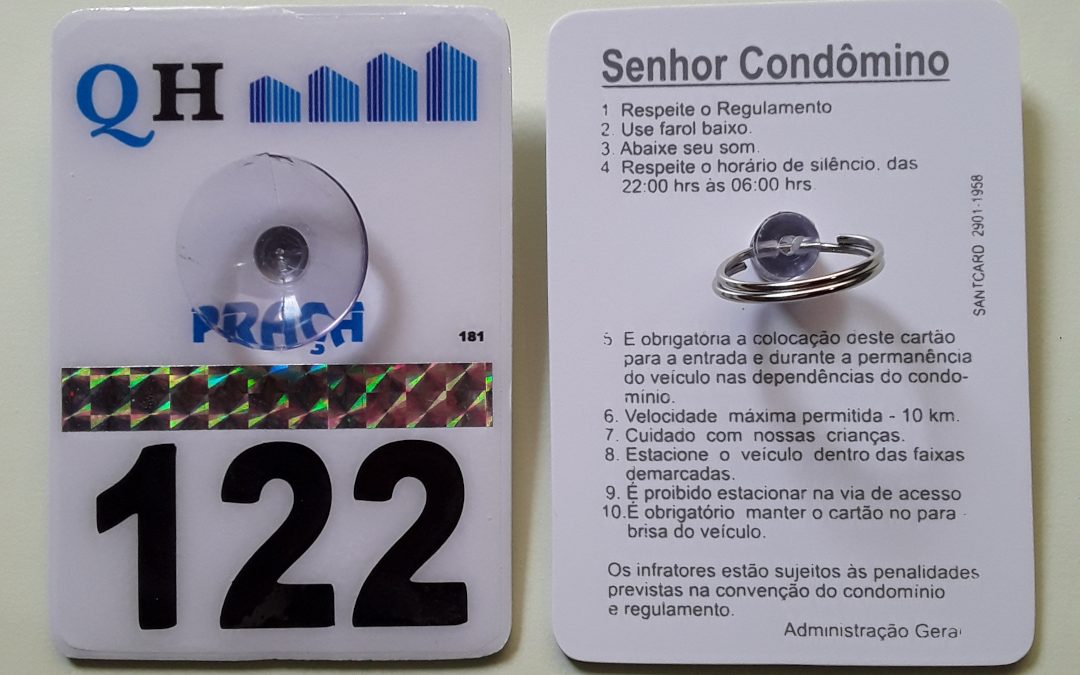 QH
PRAÇA
181
122
Senhor Condômino
1 Respeite o Regulamento
2. Use farol baixo.
3. Abaixe seu som.
4 Respeite o horário de silêncio, das
22:00 hrs às 06:00 hrs.
SANTCARD 2901-1958
5 E obrigatória a colocação deste cartão
para a entrada e durante a permanência
do veículo nas dependências do condo-
mínio.
6. Velocidade máxima permitida - 10 km.
7. Cuidado com nossas crianças.
8. Estacione o veículo dentro das faixas
demarcadas.
9. É proibido estacionar na via de acesso
10.É obrigatório manter o cartão no para-
brisa do veículo.
Os infratores estão sujeitos às penalidades
previstas na convenção do condomínio
e regulamento.
Administração Geral